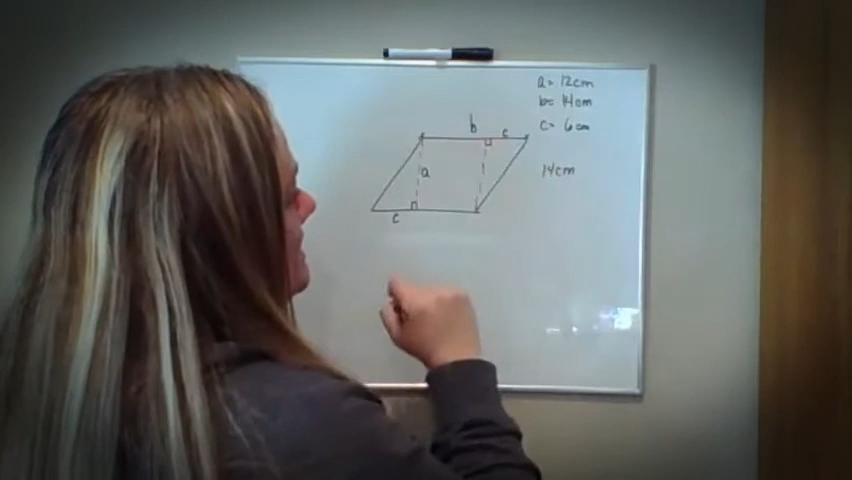 a= 12cm
b= 14cm
c= 6cm
b
c
a
14cm
c